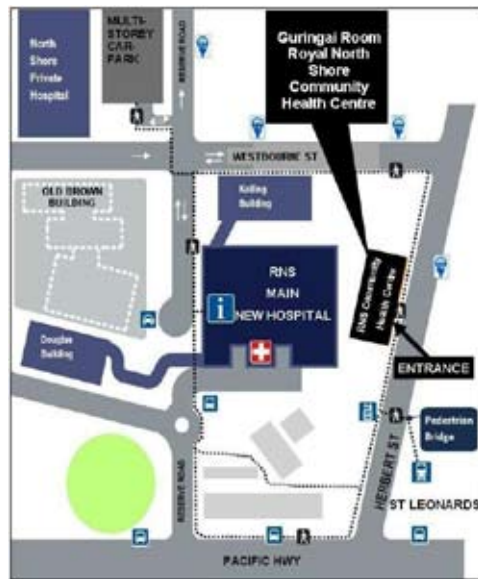 North
Shore
Private
Hospital
MULTI-
STOREY
CAR-
PARK
RESERVE ROAD
Guringai Room
Royal North
Shore
Community
Health Centre
WESTBOURNE ST
OLD BROWN
BUILDING
Kolling
Building
RNS
MAIN
NEW HOSPITAL
i
RNS Community
Health Centre
ENTRANCE
Douglas
Building
Pedestrian
Bridge
HERBERT ST
ST LEONARDS
RESERVE ROAD
PACIFIC HWY